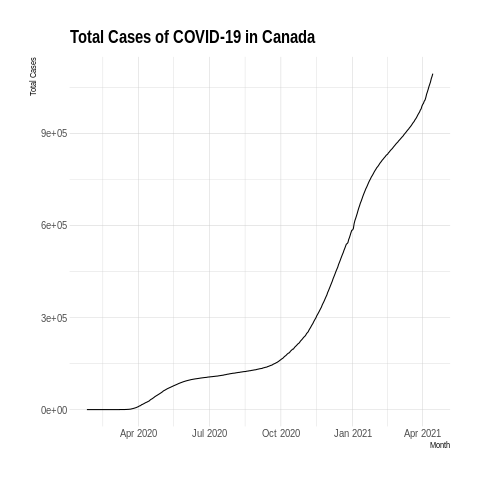 Total Cases of COVID-19 in Canada
Total Cases
9e+05
6e+05
3e+05
0e+00
Apr 2020 Jul 2020 Oct 2020 Jan 2021 Apr 2021
Month